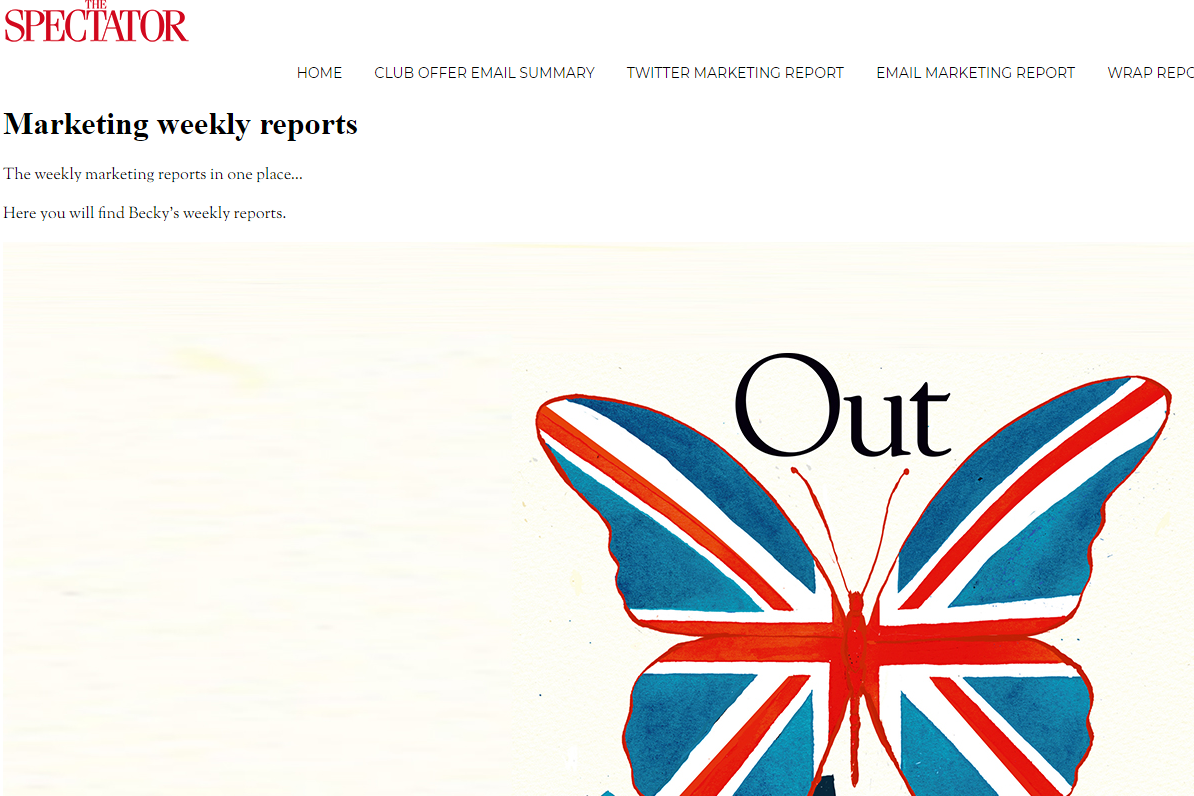 THE
SPECTATOR
HOME CLUB OFFER EMAIL SUMMARY TWITTER MARKETING REPORT EMAIL MARKETING REPORT WRAP REPO
Marketing weekly reports
The weekly marketing reports in one place...
Here you will find Becky’s weekly reports.
Out